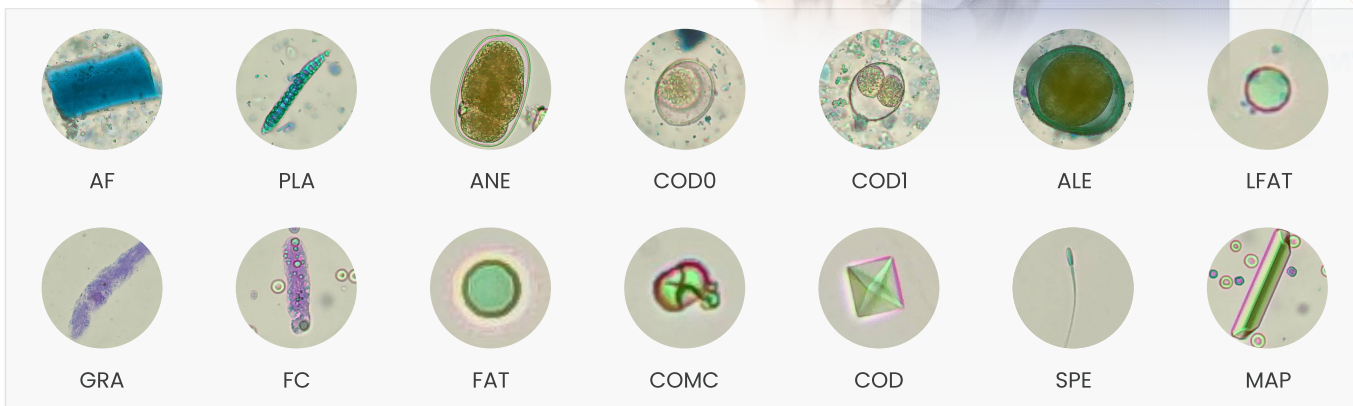 AF PLA ANE COD0 COD1 ALE LFAT
GRA FC FAT COMC COD SPE MAP